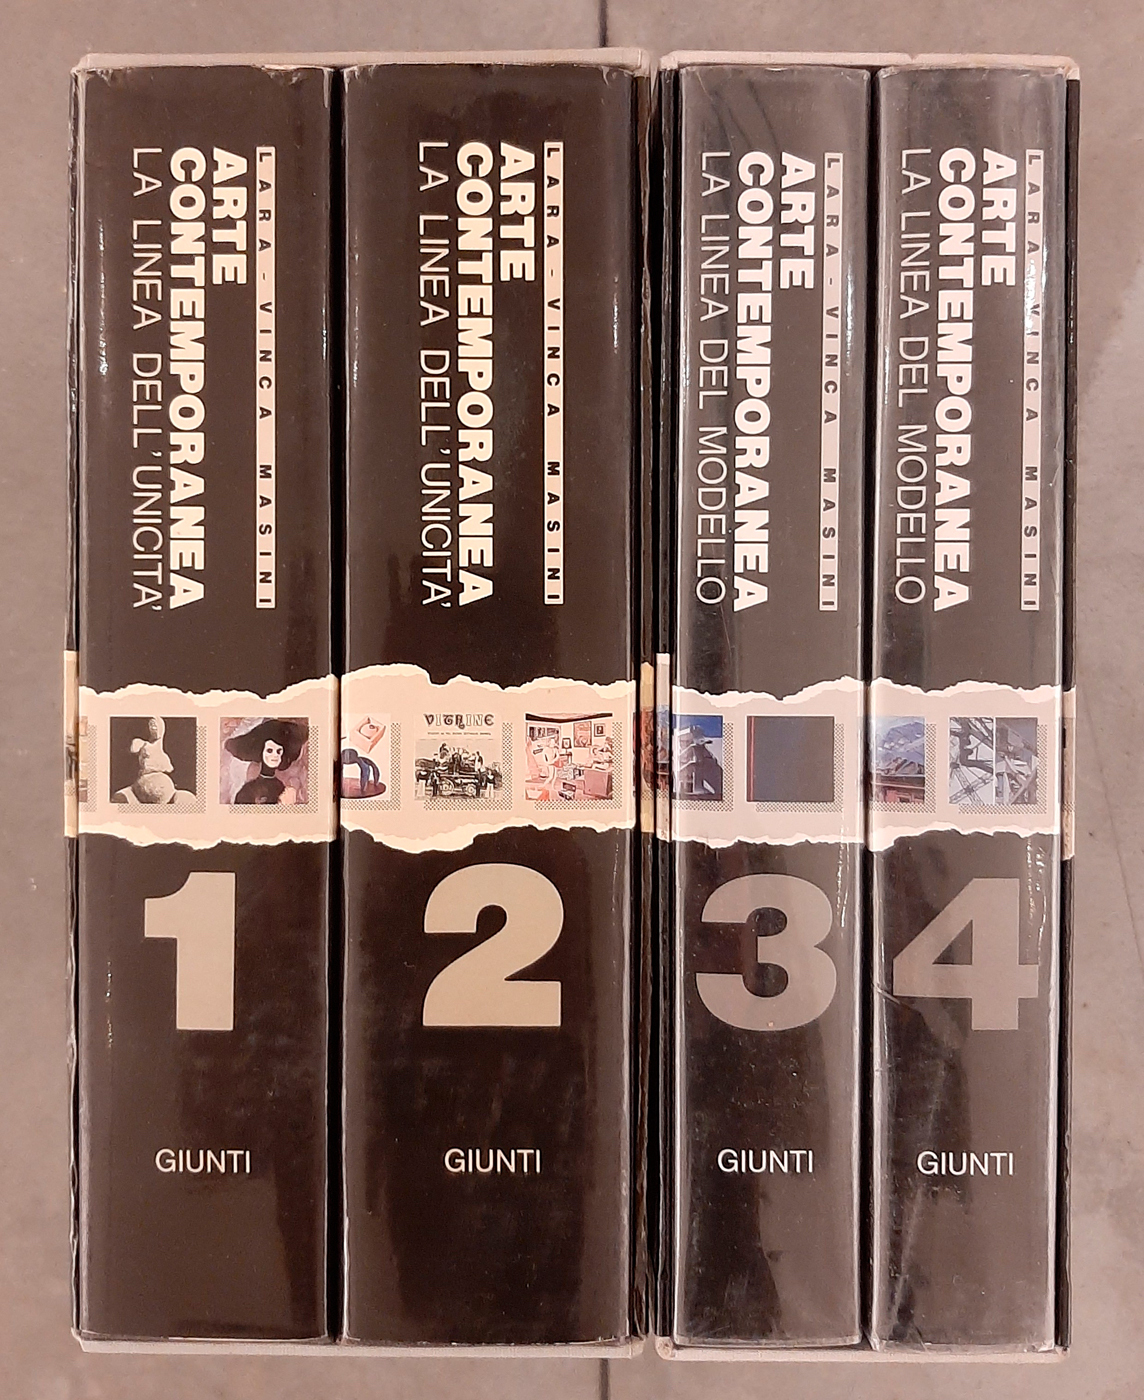 LARA-VINCA MASINI
ARTE
CONTEMPORANEA
LA LINEA DELL'UNICITA'
1
GIUNTI
LARA-VINCA MASINI
ARTE
CONTEMPORANEA
LA LINEA DELL'UNICITA'
VITRINE
2
GIUNTI
LARA-VINCA MASINI
ARTE
CONTEMPORANEA
LA LINEA DEL MODELLO
3
GIUNTI
LARA-VINCA MASINI
ARTE
CONTEMPORANEA
LA LINEA DEL MODELLO
4
GIUNTI